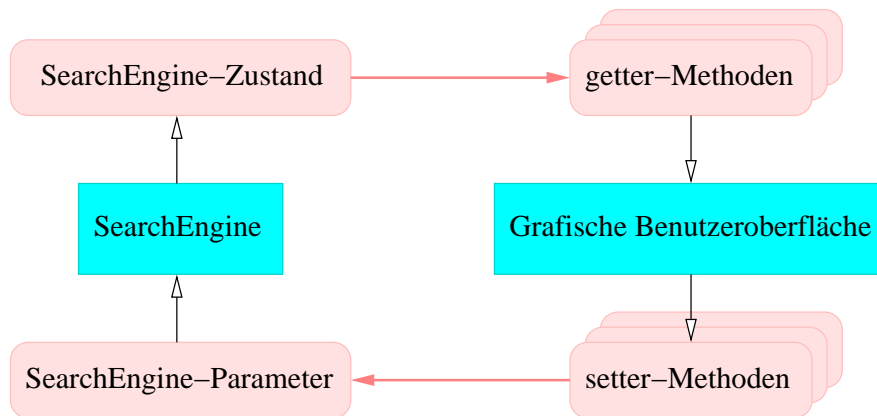 SearchEngine−Zustand
getter−Methoden
SearchEngine
Grafische Benutzeroberfläche
SearchEngine−Parameter
setter−Methoden